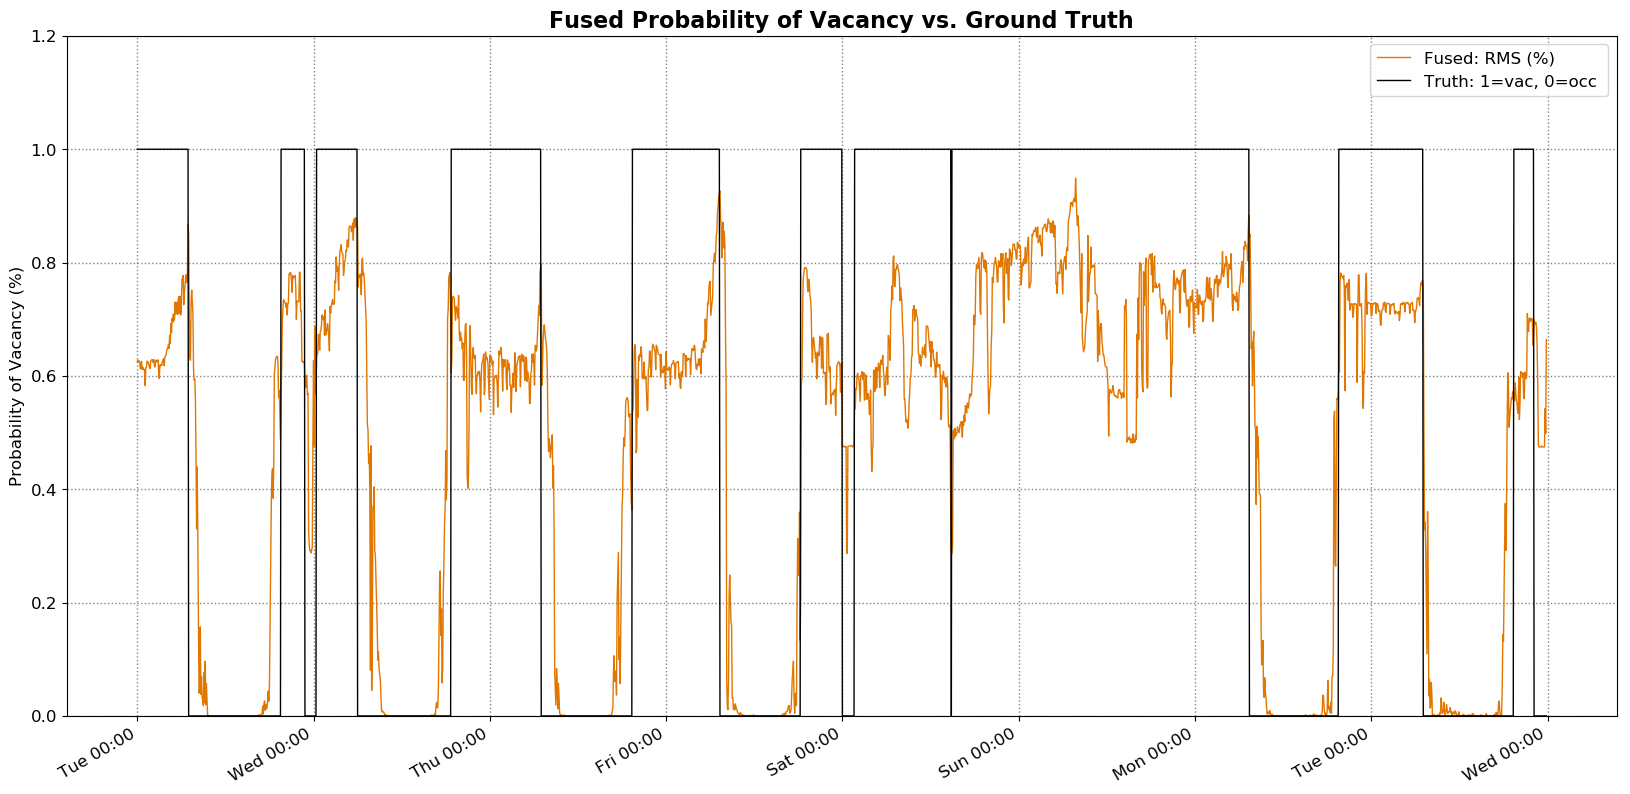 Fused Probability of Vacancy vs. Ground Truth
1.2
1.0
0.8
0.6
0.4
0.2
0.0
Probability of Vacancy (%)
Fused: RMS (%)
Truth: 1=vac, 0=occ
Tue 00:00
Wed 00:00
Thu 00:00
Fri 00:00
Sat 00:00
Sun 00:00
Mon 00:00
Tue 00:00
Wed 00:00